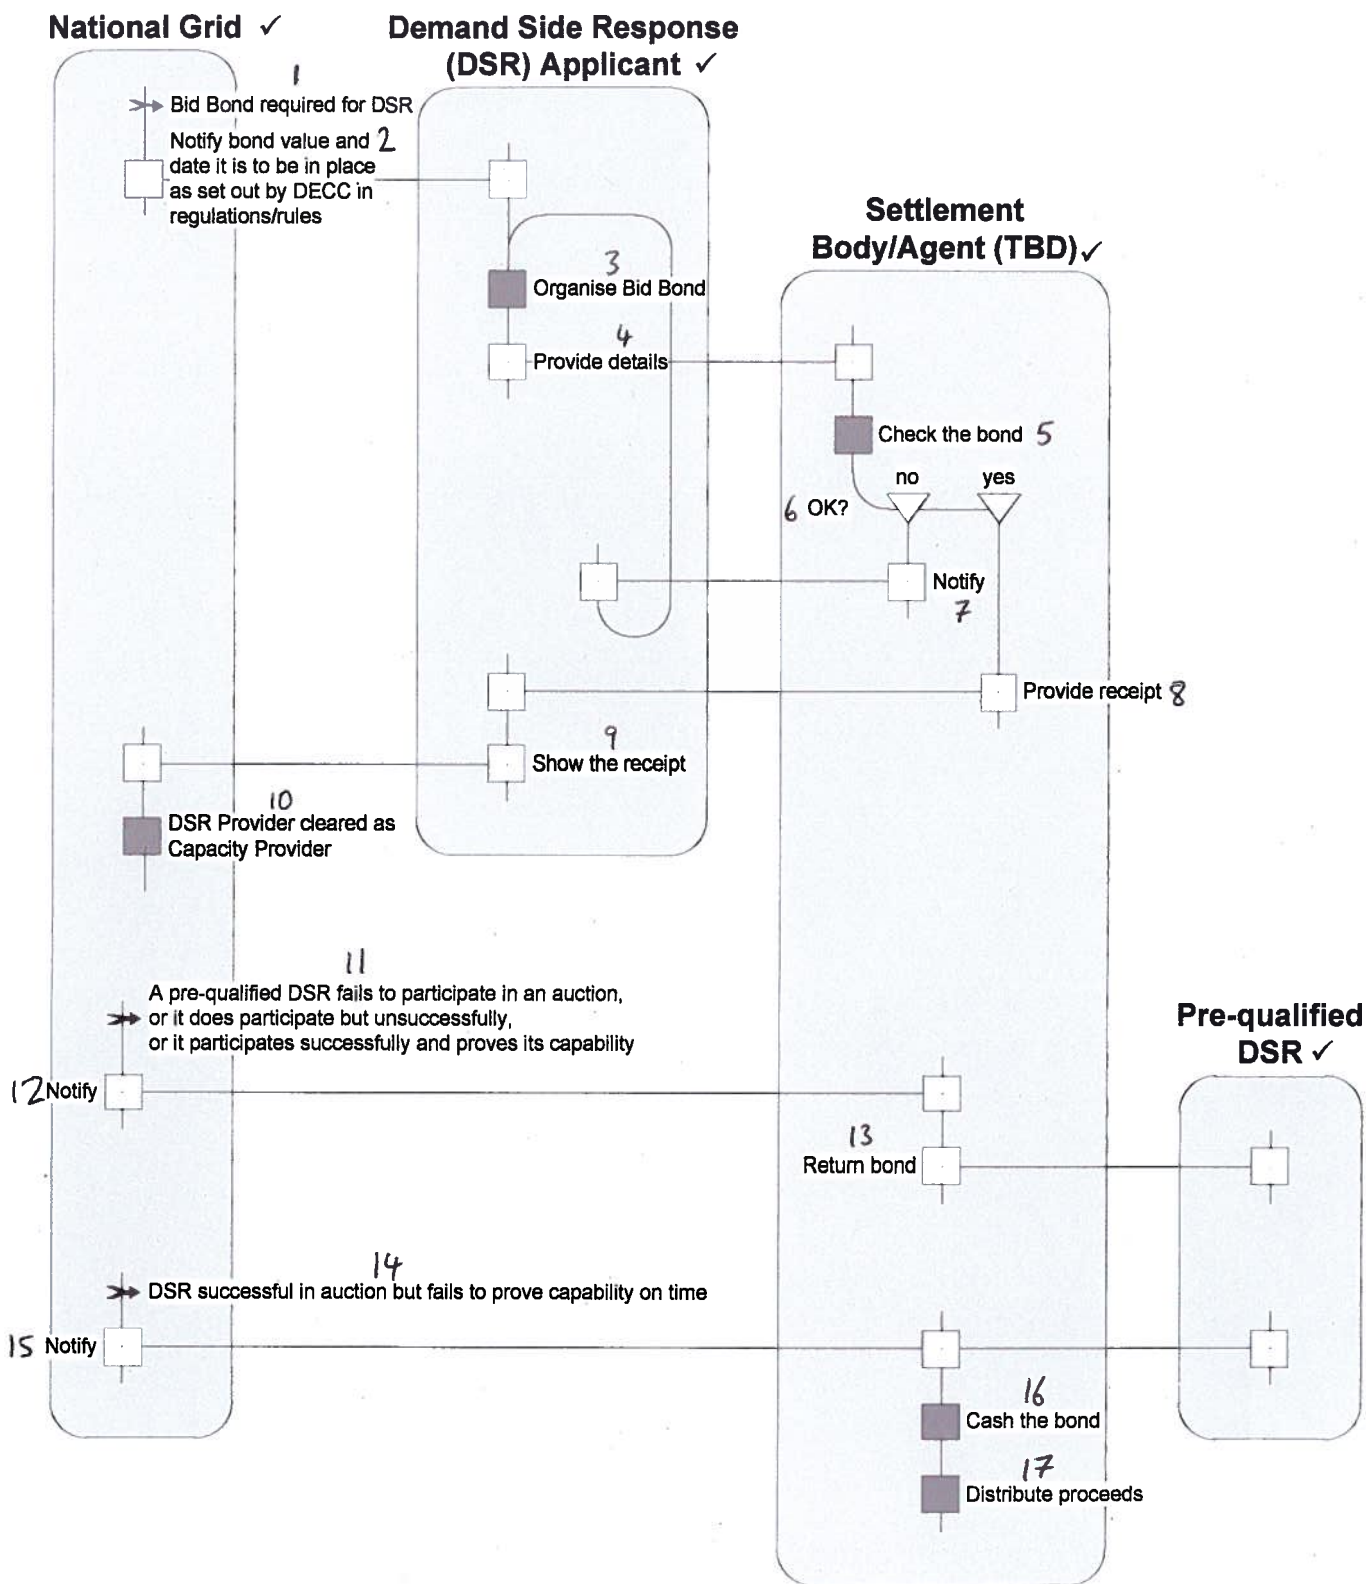 National Grid ✓
Demand Side Response
(DSR) Applicant ✓
1
Bid Bond required for DSR
Notify bond value and 2
date it is to be in place
as set out by DECC in
regulations/rules
Settlement
Body/Agent (TBD) ✓
3
Organise Bid Bond
4
Provide details
Check the bond 5
no yes
6 OK?
Notify
7
Provide receipt 8
9
Show the receipt
10
DSR Provider cleared as
Capacity Provider
11
A pre-qualified DSR fails to participate in an auction,
or it does participate but unsuccessfully,
or it participates successfully and proves its capability
Pre-qualified
DSR ✓
12 Notify
13
Return bond
14
DSR successful in auction but fails to prove capability on time
15 Notify
16
Cash the bond
17
Distribute proceeds